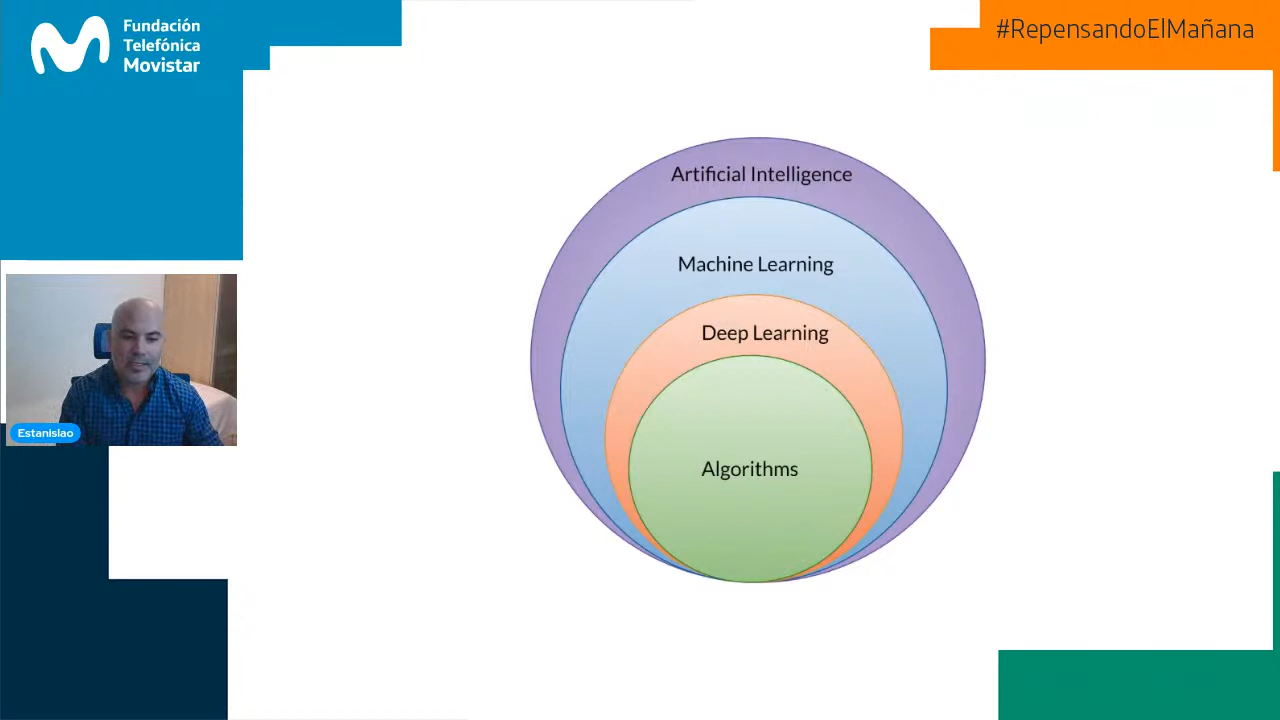 Fundación
Telefónica
Movistar
#RepensandoElMañana
Artificial Intelligence
Machine Learning
Deep Learning
Algorithms
Estanislao